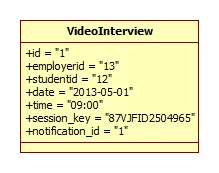 VideoInterview
+id = "1"
+employerid = "13"
+studentid = "12"
+date = "2013-05-01"
+time = "09:00"
+session_key = "87VJFID2504965"
+notification_id = "1"